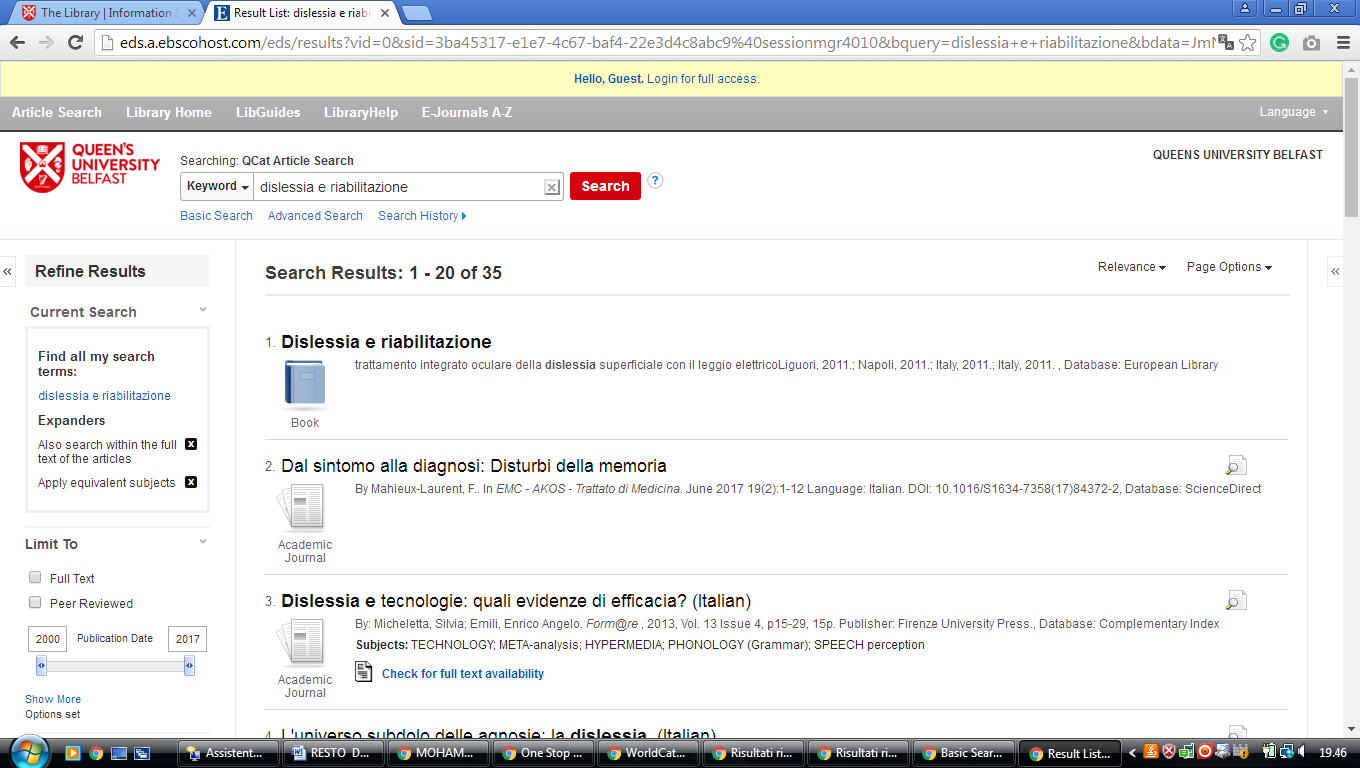 The Library | Information S
Result List: dislessia e riabi
eds.a.ebscohost.com/eds/results?vid=0&sid=3ba45317-e1e7-4c67-baf4-22e3d4c8abc9%40sessionmgr4010&bquery=dislessia+e+riabilitazione&bdata=JmN
Hello, Guest. Login for full access.
Article Search Library Home LibGuides LibraryHelp E-Journals A-Z Language
QUEEN'S
UNIVERSITY
BELFAST
Searching: QCat Article Search
QUEENS UNIVERSITY BELFAST
Keyword dislessia e riabilitazione Search ?
Basic Search Advanced Search Search History
Refine Results
Current Search
Find all my search
terms:
dislessia e riabilitazione
Expanders
Also search within the full
text of the articles
Apply equivalent subjects
Limit To
Full Text
Peer Reviewed
2000 Publication Date 2017
Show More
Options set
Search Results: 1 - 20 of 35
Relevance Page Options
1. Dislessia e riabilitazione
trattamento integrato oculare della dislessia superficiale con il leggio elettricoLiguori, 2011.; Napoli, 2011.; Italy, 2011.; Italy, 2011. , Database: European Library
Book
2. Dal sintomo alla diagnosi: Disturbi della memoria
By Mahieux-Laurent, F.. In EMC - AKOS - Trattato di Medicina. June 2017 19(2):1-12 Language: Italian. DOI: 10.1016/S1634-7358(17)84372-2, Database: ScienceDirect
Academic
Journal
3. Dislessia e tecnologie: quali evidenze di efficacia? (Italian)
By: Micheletta, Silvia; Emili, Enrico Angelo. Form@re , 2013, Vol. 13 Issue 4, p15-29, 15p. Publisher: Firenze University Press., Database: Complementary Index
Subjects: TECHNOLOGY; META-analysis; HYPERMEDIA; PHONOLOGY (Grammar); SPEECH perception
Check for full text availability
Academic
Journal
4. L'universo subdolo delle agnosie: la dislessia. (Italian)
Assistent... RESTO D... MOHAM... One Stop ... WorldCat... Risultati ri... Risultati ri... Basic Sear... Result List... 19.46